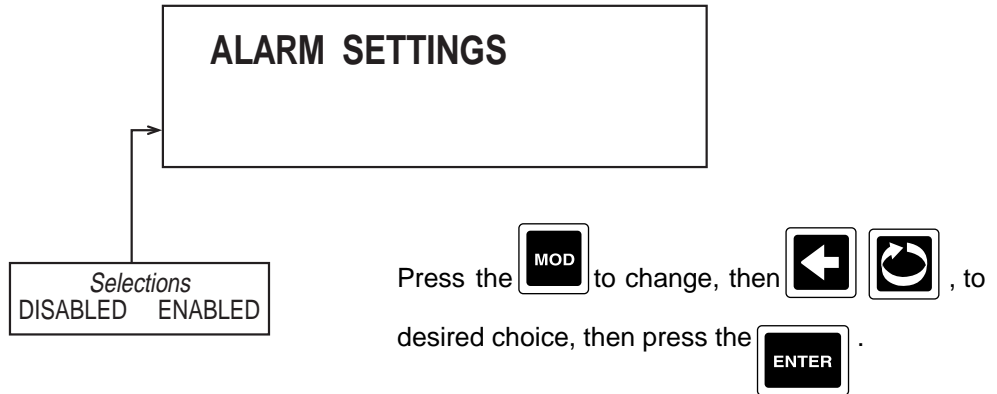 ALARM SETTINGS
Selections
DISABLED ENABLED
Press the MOD to change, then , to
desired choice, then press the ENTER .